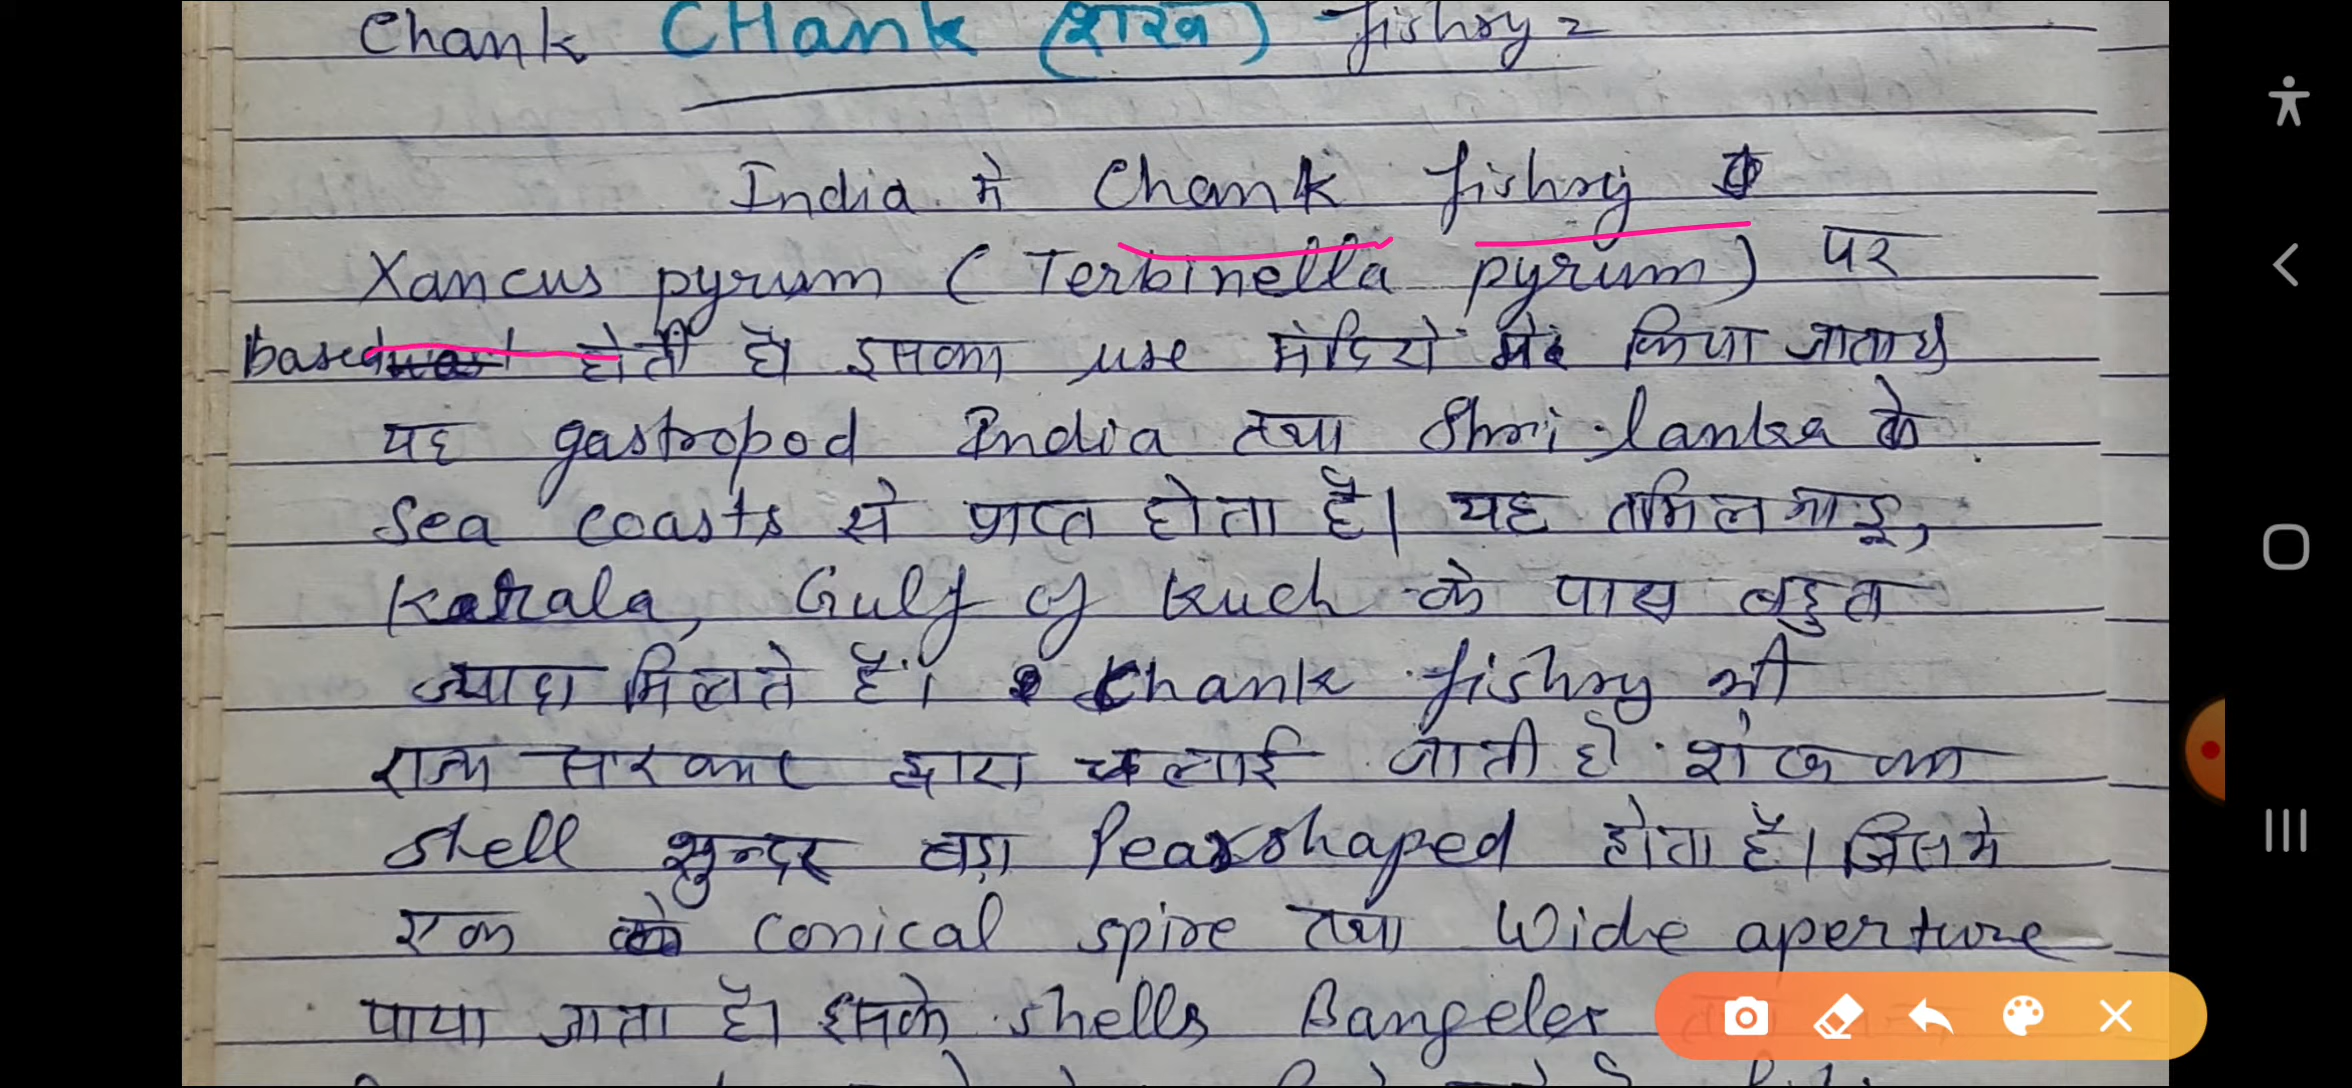 Chank CHank (शाख) fishry =
India मे Chank fishry
Xancus pyrum ( Terbinella pyrum) पर
based होती है। इसका use मंदिरो मे किया जाता है
यह gastropod India तथा Shri-lanka के
Sea coasts से प्राप्त होता है। यह तमिलनाडू,
Karala, Gulf of kuch के पास बहुत
ज्यादा मिलते है। Chank fishry भी
राज्य सरकार द्वारा चलाई जाती है। शंख का
shell सुन्दर बड़ा Pearshaped होता है। जिसमे
एक conical spire तथा Wide aperture
पाया जाता है। इसके shells Bangeles